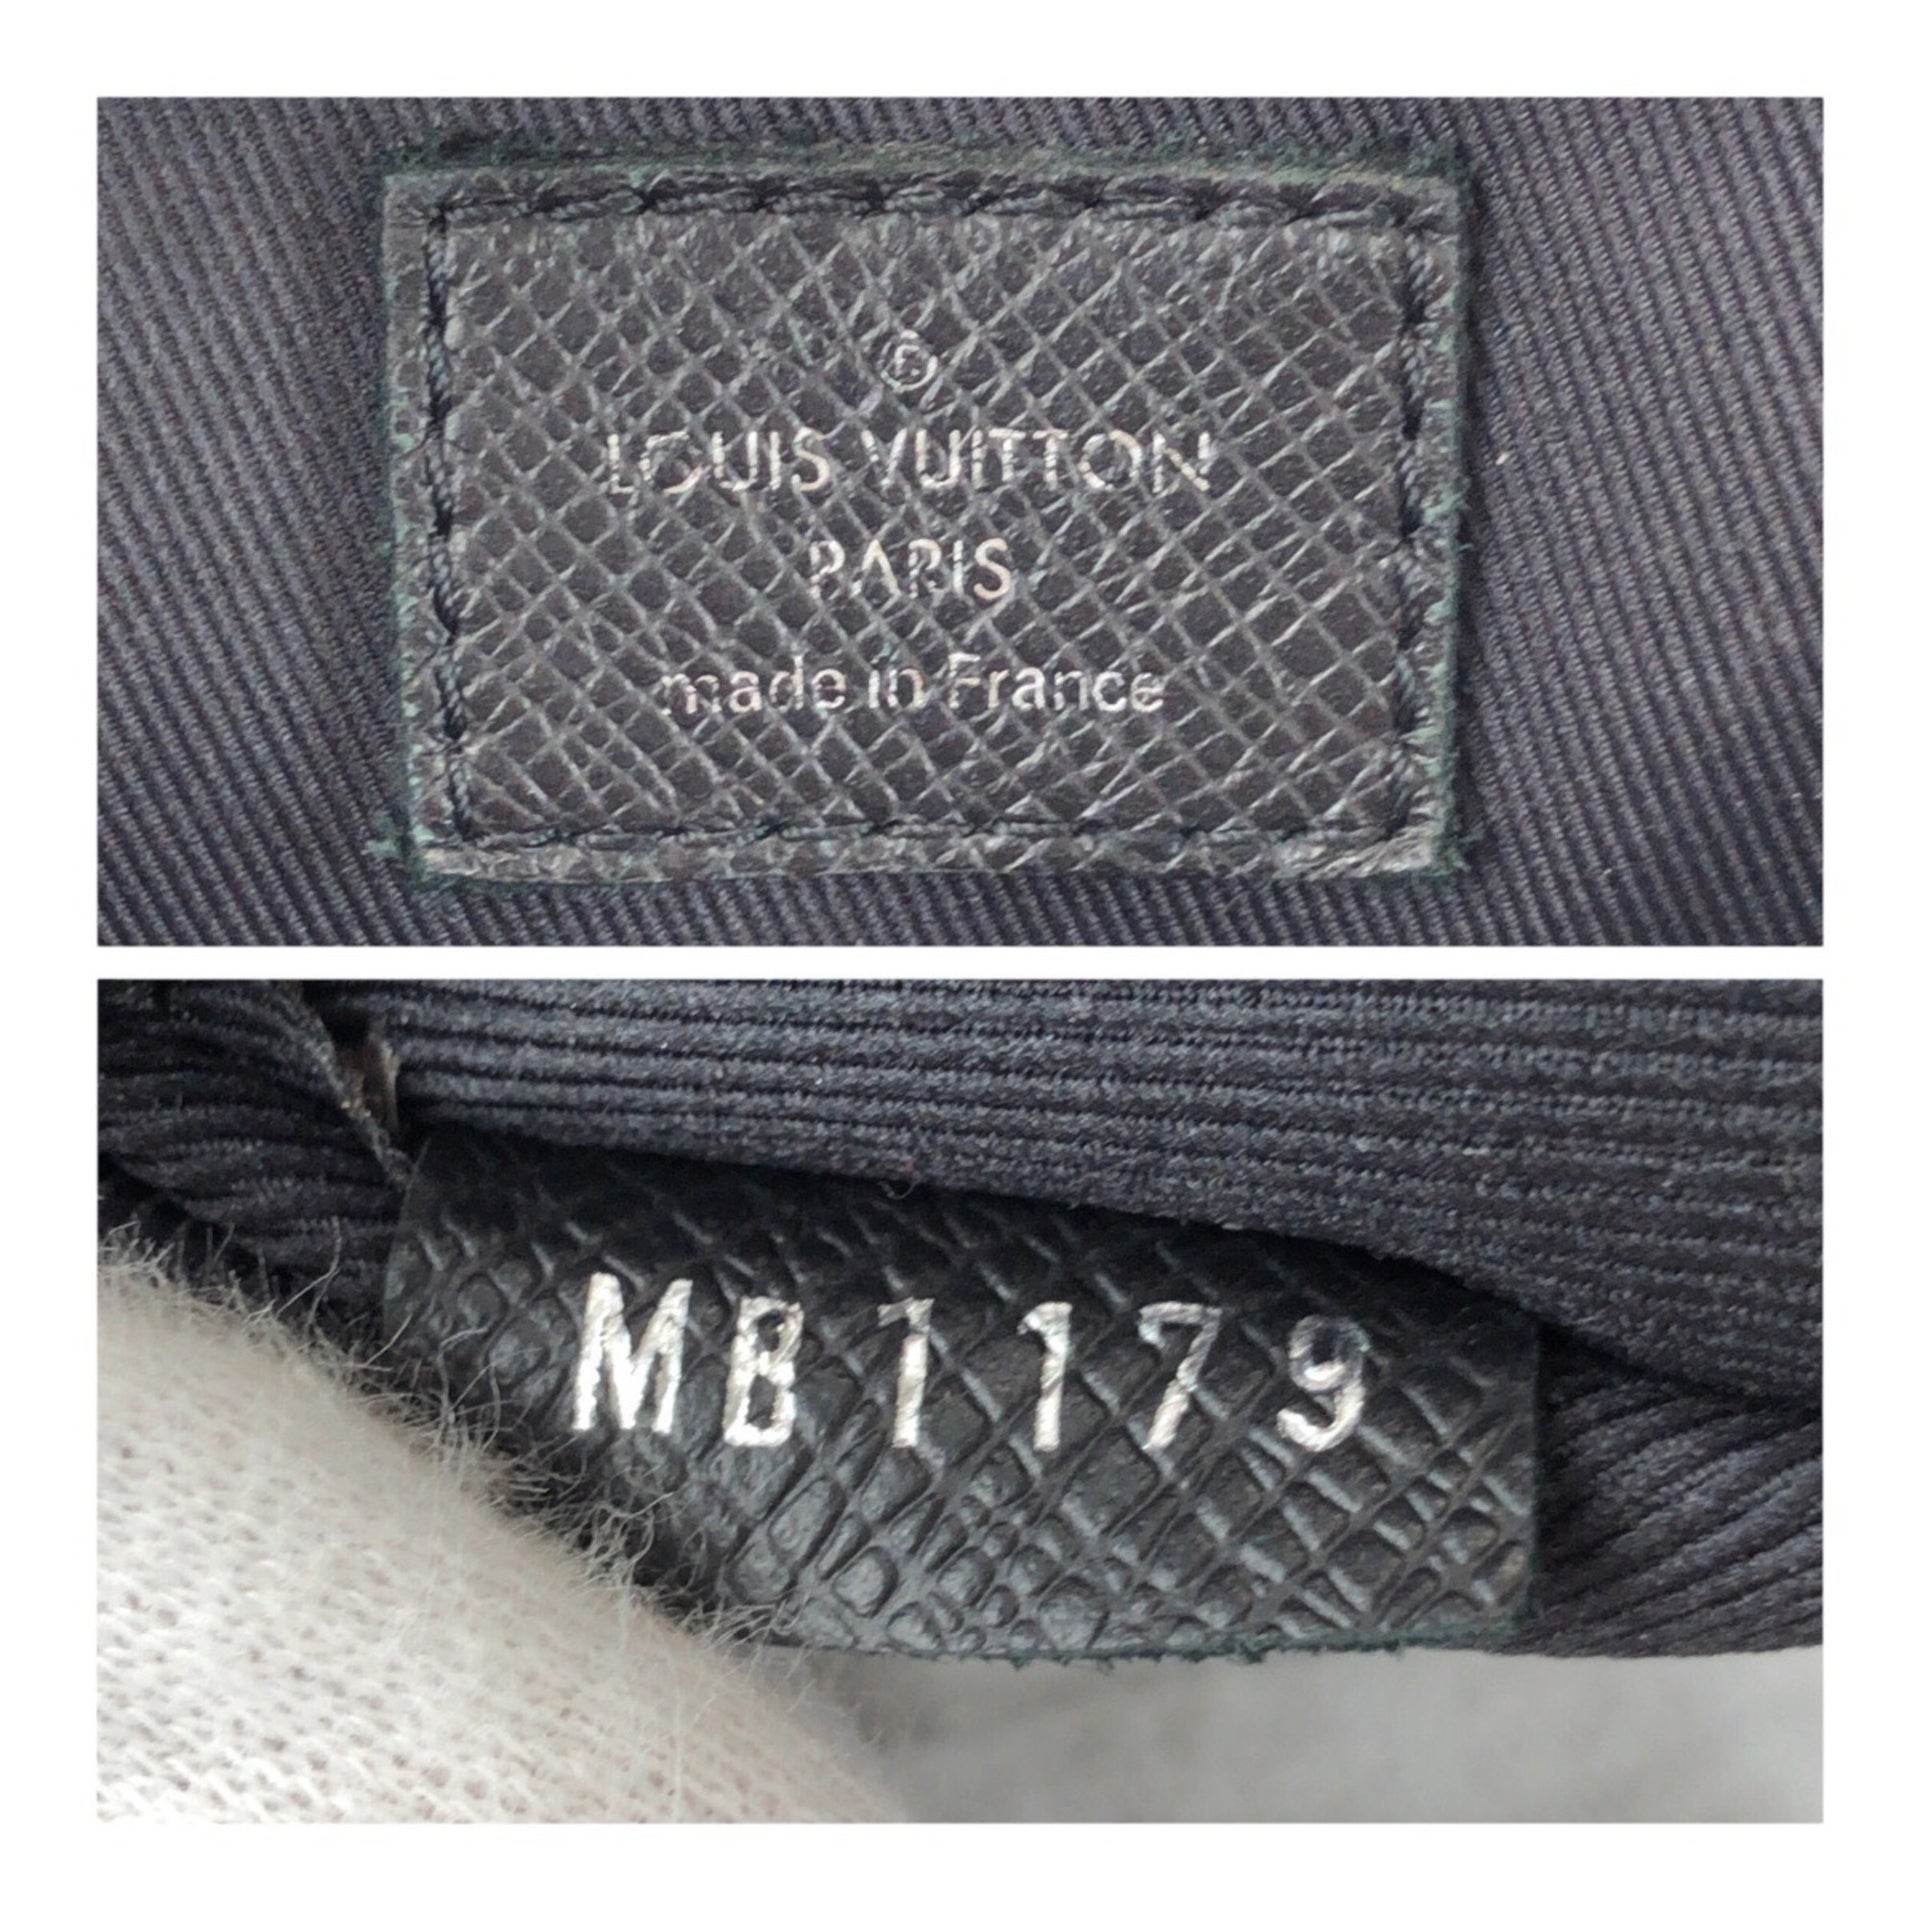 ®
LOUIS VUITTON
PARIS
made in France
MB1179